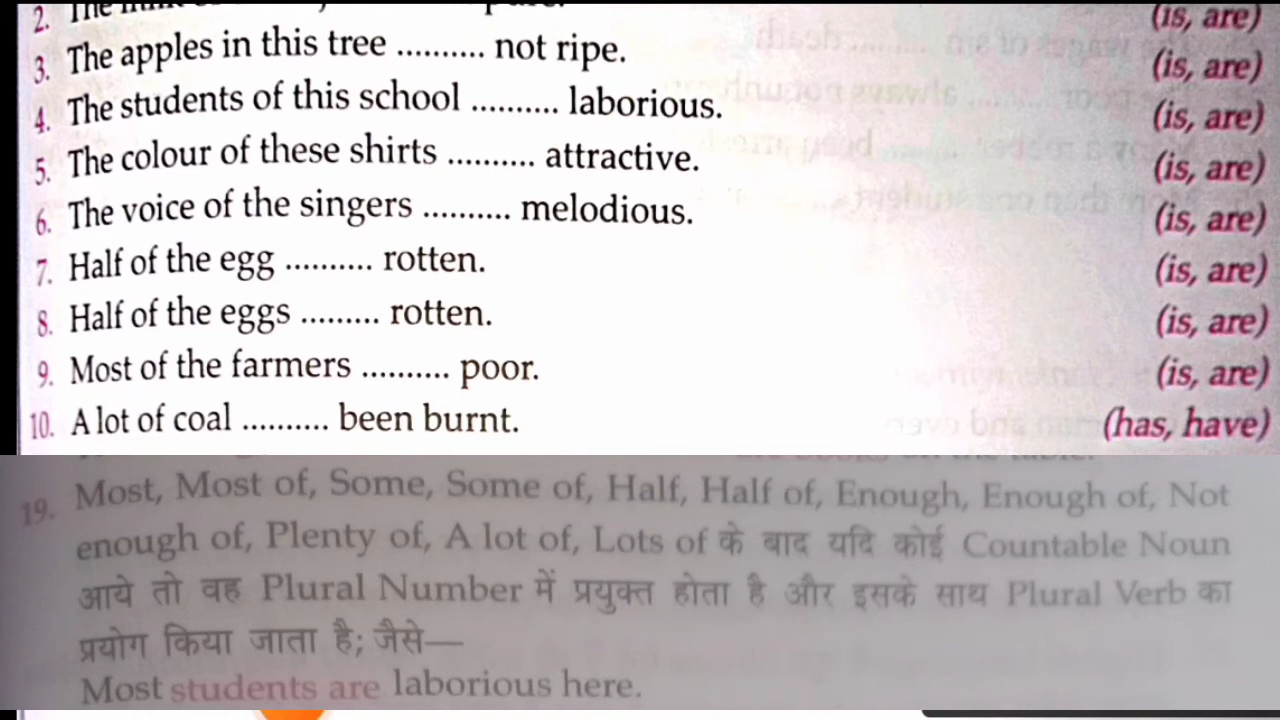 2. The
(is, are)
3. The apples in this tree .......... not ripe. (is, are)
4. The students of this school .......... laborious. (is, are)
5. The colour of these shirts .......... attractive. (is, are)
6. The voice of the singers .......... melodious. (is, are)
7. Half of the egg .......... rotten. (is, are)
8. Half of the eggs ......... rotten. (is, are)
9. Most of the farmers .......... poor. (is, are)
10. A lot of coal .......... been burnt. (has, have)
19. Most, Most of, Some, Some of, Half, Half of, Enough, Enough of, Not
enough of, Plenty of, A lot of, Lots of के बाद यदि कोई Countable Noun
आये तो वह Plural Number में प्रयुक्त होता है और इसके साथ Plural Verb का
प्रयोग किया जाता है; जैसे—
Most students are laborious here.